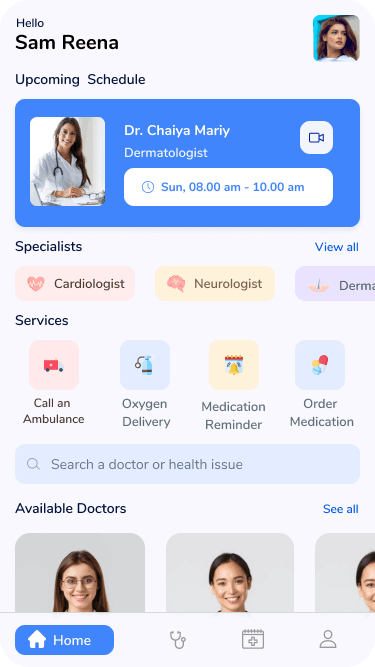 Hello
Sam Reena
Upcoming Schedule
Dr. Chaiya Mariy
Dermatologist
Sun, 08.00 am - 10.00 am
Specialists View all
Cardiologist Neurologist Derma
Services
Call an
Ambulance
Oxygen
Delivery
Medication
Reminder
Order
Medication
Search a doctor or health issue
Available Doctors See all
Home